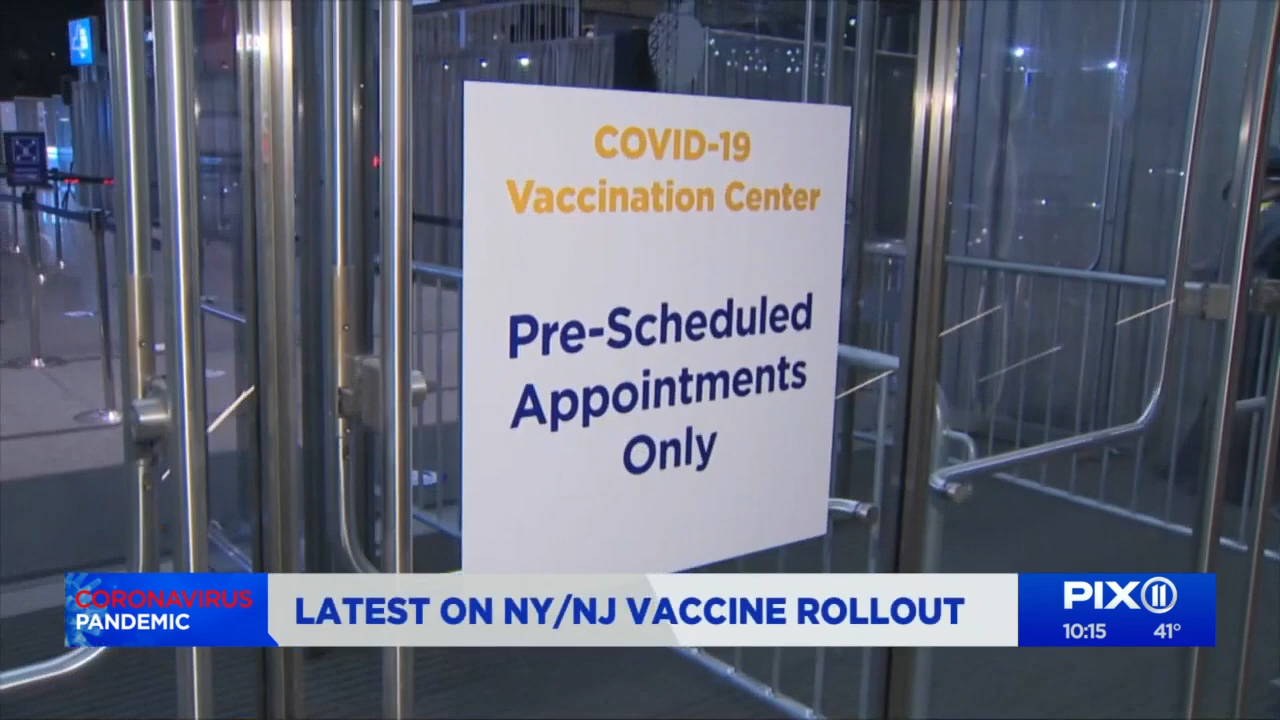 COVID-19
Vaccination Center
Pre-Scheduled
Appointments
Only
CORONAVIRUS
PANDEMIC
LATEST ON NY/NJ VACCINE ROLLOUT
PIX11
10:15 41°